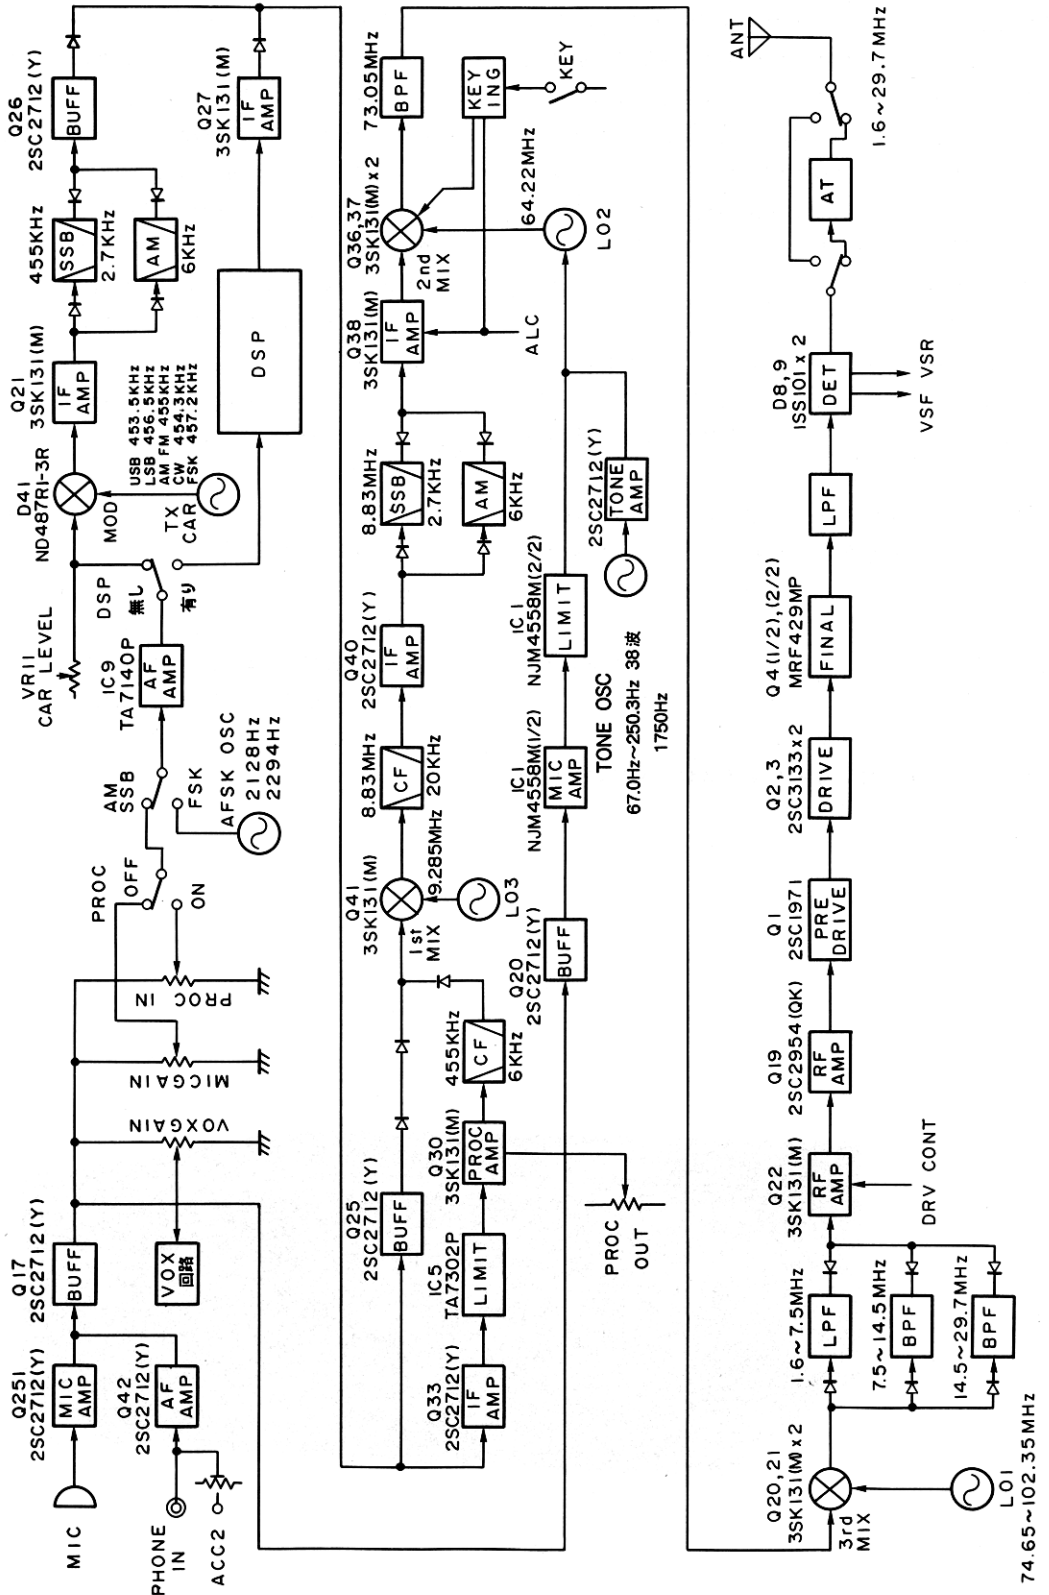 MIC
Q251
2SC2712(Y)
MIC
AMP
PHONE
IN
ACC2
Q42
2SC2712(Y)
AF
AMP
Q17
2SC2712(Y)
BUFF
VOX
回路
VOXGAIN
MICGAIN
PROC IN
PROC
OFF
ON
AM
SSB
FSK
AFSK OSC
2128Hz
2294Hz
IC9
TA7140P
AF
AMP
VR11
CAR LEVEL
DSP
無し
有り
D41
ND487R1-3R
MOD
TX
CAR
USB 453.5KHz
LSB 456.5KHz
AM FM 455KHz
CW 454.3KHz
FSK 457.2KHz
Q21
3SK131(M)
IF
AMP
455KHz
SSB
2.7KHz
AM
6KHz
Q26
2SC2712(Y)
BUFF
DSP
Q27
3SK131(M)
IF
AMP
Q25
2SC2712(Y)
BUFF
Q33
2SC2712(Y)
IF
AMP
IC5
TA7302P
LIMIT
Q30
3SK131(M)
PROC
AMP
455KHz
CF
6KHz
PROC
OUT
Q41
3SK131(M)
1st
MIX
9.285MHz
LO3
8.83MHz
CF
20KHz
Q40
2SC2712(Y)
IF
AMP
8.83MHz
SSB
2.7KHz
AM
6KHz
Q38
3SK131(M)
IF
AMP
ALC
Q36,37
3SK131(M)x2
2nd
MIX
64.22MHz
LO2
73.05MHz
BPF
KEY
ING
KEY
Q20
2SC2712(Y)
BUFF
IC1
NJM4558M(1/2)
MIC
AMP
IC1
NJM4558M(2/2)
LIMIT
TONE OSC
67.0Hz~250.3Hz 38波
1750Hz
2SC2712(Y)
TONE
AMP
Q20,21
3SK131(M)x2
3rd
MIX
LO1
74.65~102.35MHz
1.6~7.5MHz
LPF
7.5~14.5MHz
BPF
14.5~29.7MHz
BPF
Q22
3SK131(M)
RF
AMP
DRV CONT
Q19
2SC2954(QK)
RF
AMP
Q1
2SC1971
PRE
DRIVE
Q2,3
2SC3133x2
DRIVE
Q4(1/2),(2/2)
MRF429MP
FINAL
LPF
D8,9
1SS101x2
DET
VSF VSR
AT
ANT
1.6~29.7MHz